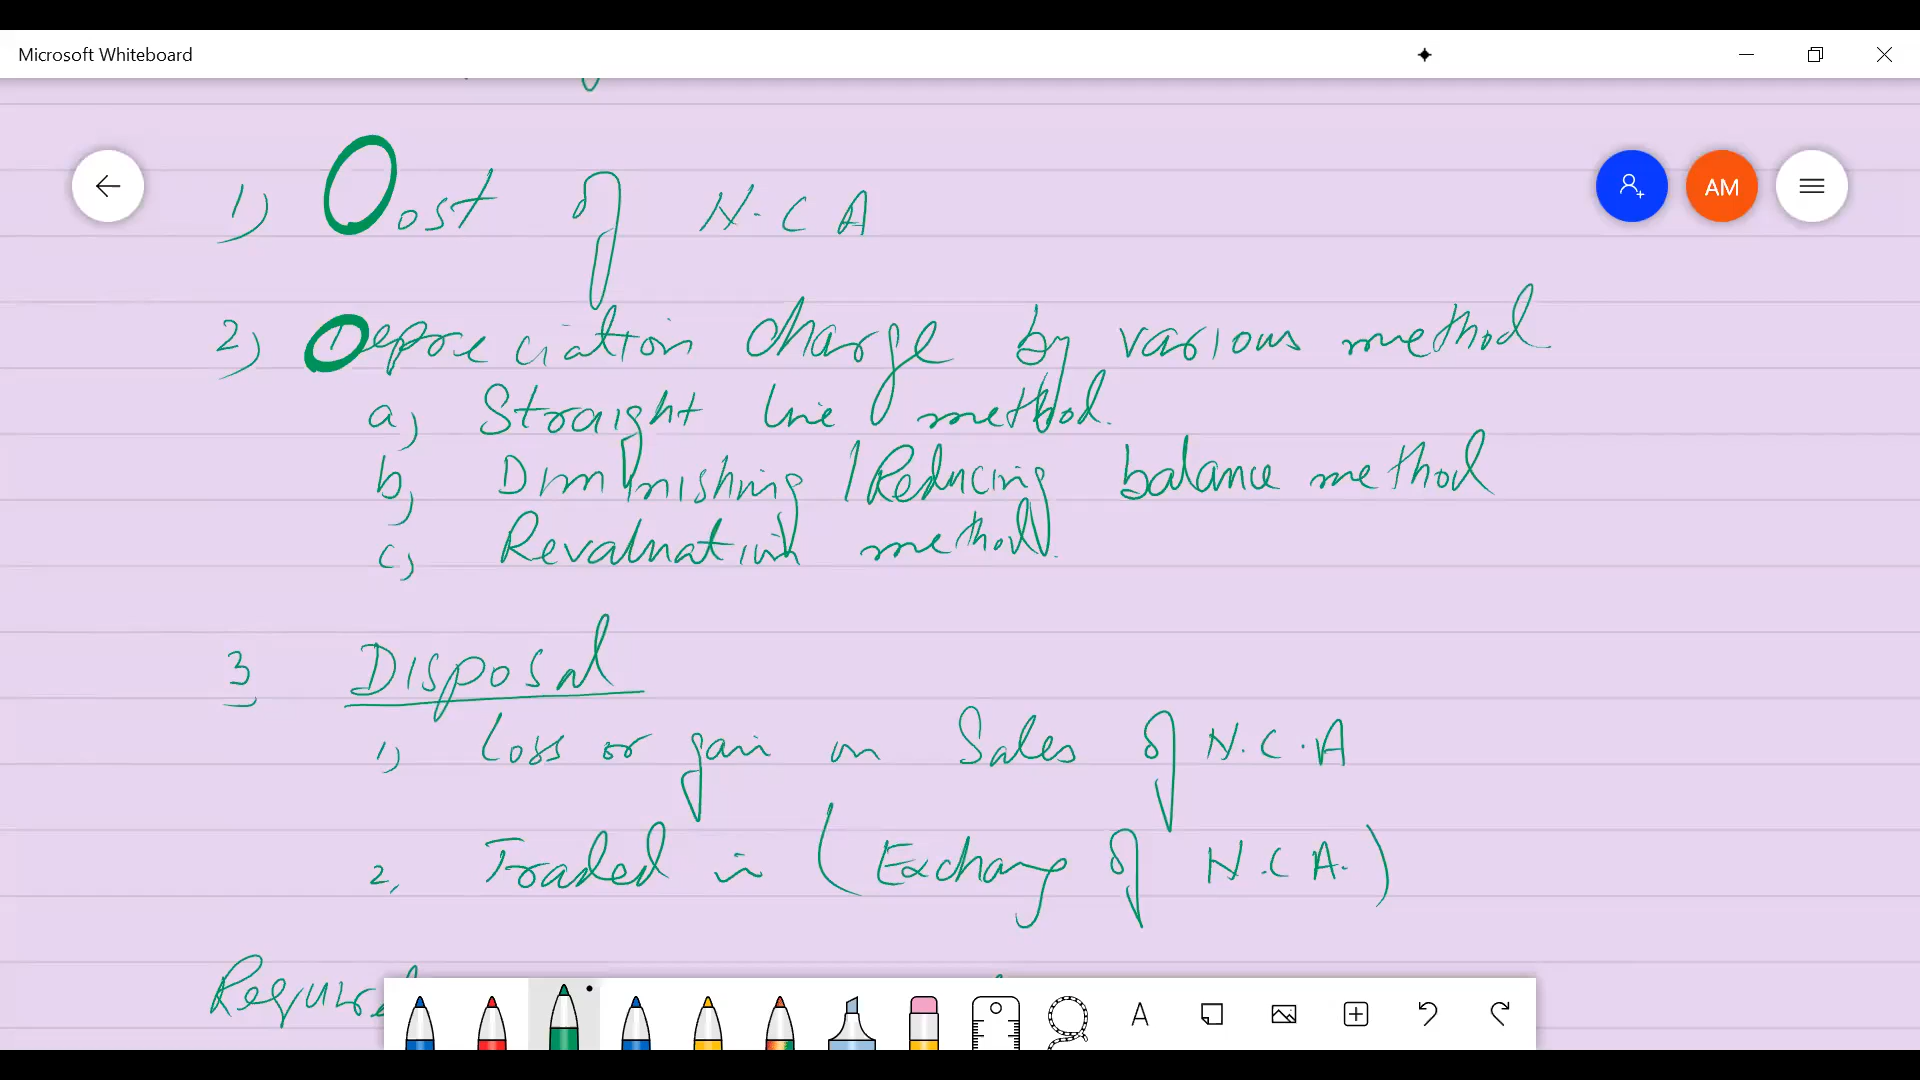 Microsoft Whiteboard
AM
1) Cost of N.C A
2) Depreciation charge by various method
a) Straight line method.
b) Diminishing / Reducing balance method
c) Revaluation method.
3 Disposal
1) Loss or gain on Sales of N.C.A
2, Traded in (Exchange of N.C.A.)
A